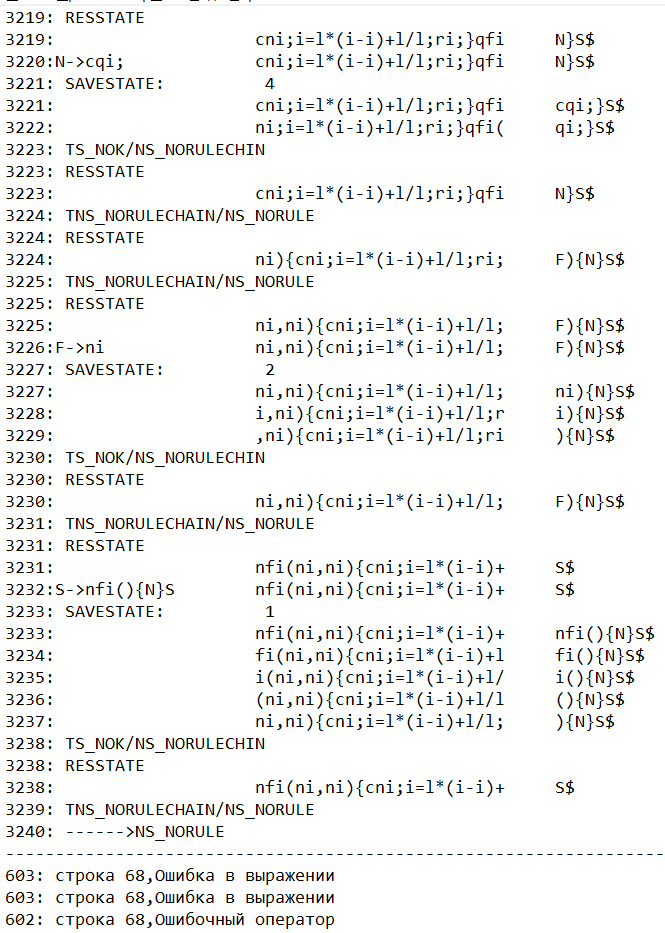 3219: RESSTATE
3219: cni;i=l*(i-i)+l/l;ri;}qfi N}S$
3220:N->cqi; cni;i=l*(i-i)+l/l;ri;}qfi N}S$
3221: SAVESTATE: 4
3221: cni;i=l*(i-i)+l/l;ri;}qfi cqi;}S$
3222: ni;i=l*(i-i)+l/l;ri;}qfi( qi;}S$
3223: TS_NOK/NS_NORULECHIN
3223: RESSTATE
3223: cni;i=l*(i-i)+l/l;ri;}qfi N}S$
3224: TNS_NORULECHAIN/NS_NORULE
3224: RESSTATE
3224: ni){cni;i=l*(i-i)+l/l;ri; F){N}S$
3225: TNS_NORULECHAIN/NS_NORULE
3225: RESSTATE
3225: ni,ni){cni;i=l*(i-i)+l/l; F){N}S$
3226:F->ni ni,ni){cni;i=l*(i-i)+l/l; F){N}S$
3227: SAVESTATE: 2
3227: ni,ni){cni;i=l*(i-i)+l/l; ni){N}S$
3228: i,ni){cni;i=l*(i-i)+l/l;r i){N}S$
3229: ,ni){cni;i=l*(i-i)+l/l;ri ){N}S$
3230: TS_NOK/NS_NORULECHIN
3230: RESSTATE
3230: ni,ni){cni;i=l*(i-i)+l/l; F){N}S$
3231: TNS_NORULECHAIN/NS_NORULE
3231: RESSTATE
3231: nfi(ni,ni){cni;i=l*(i-i)+ S$
3232:S->nfi(){N}S nfi(ni,ni){cni;i=l*(i-i)+ S$
3233: SAVESTATE: 1
3233: nfi(ni,ni){cni;i=l*(i-i)+ nfi(){N}S$
3234: fi(ni,ni){cni;i=l*(i-i)+l fi(){N}S$
3235: i(ni,ni){cni;i=l*(i-i)+l/ i(){N}S$
3236: (ni,ni){cni;i=l*(i-i)+l/l (){N}S$
3237: ni,ni){cni;i=l*(i-i)+l/l; ){N}S$
3238: TS_NOK/NS_NORULECHIN
3238: RESSTATE
3238: nfi(ni,ni){cni;i=l*(i-i)+ S$
3239: TNS_NORULECHAIN/NS_NORULE
3240: ------>NS_NORULE
------------------------------------------------------------------
603: строка 68,Ошибка в выражении
603: строка 68,Ошибка в выражении
602: строка 68,Ошибочный оператор